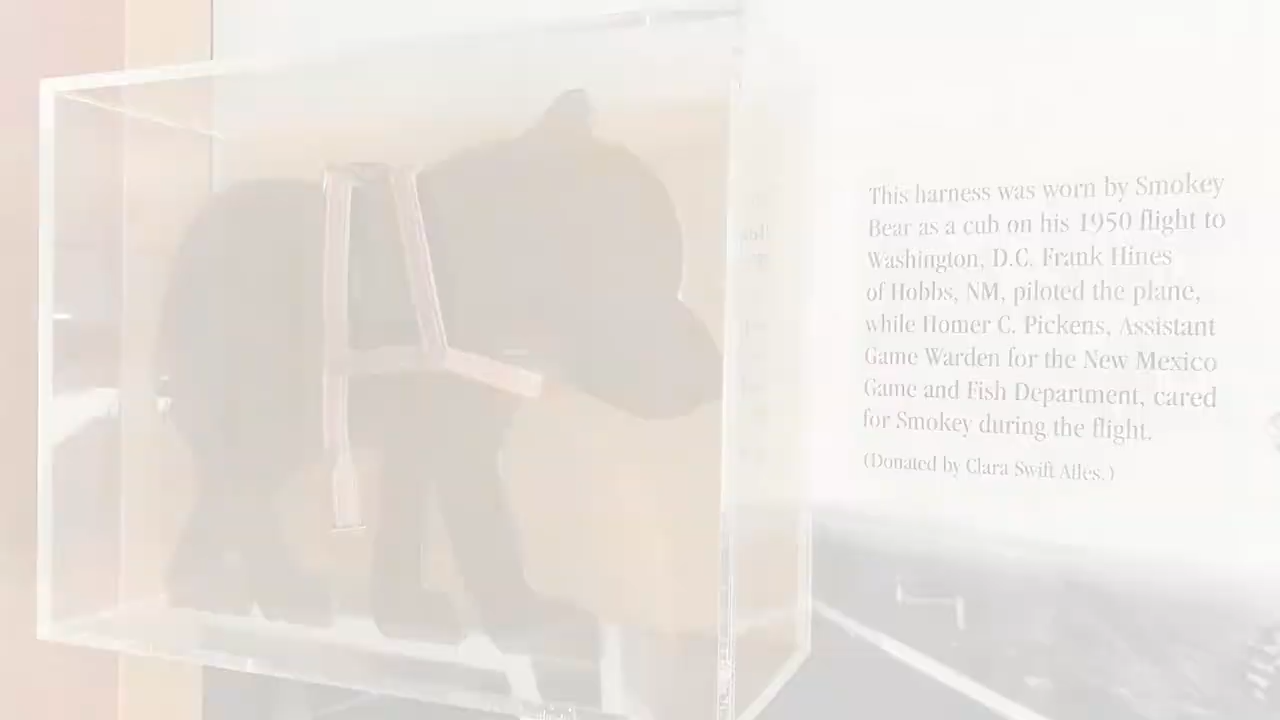 This harness was worn by Smokey
Bear as a cub on his 1950 flight to
Washington, D.C. Frank Hines
of Hobbs, NM, piloted the plane,
while Homer C. Pickens, Assistant
Game Warden for the New Mexico
Game and Fish Department, cared
for Smokey during the flight.
(Donated by Clara Swift Ailes.)